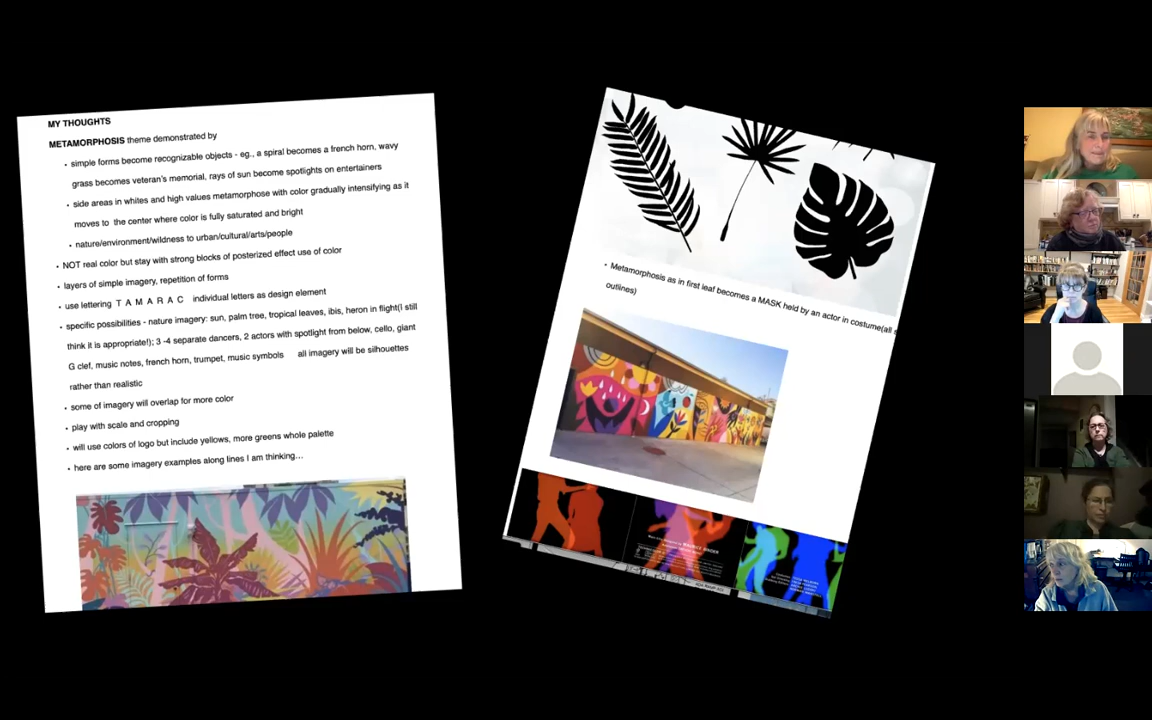 MY THOUGHTS
METAMORPHOSIS theme demonstrated by
• simple forms become recognizable objects - eg., a spiral becomes a french horn, wavy
grass becomes veteran's memorial, rays of sun become spotlights on entertainers
• side areas in whites and high values metamorphose with color gradually intensifying as it
moves to the center where color is fully saturated and bright
• nature/environment/wildness to urban/cultural/arts/people
• NOT real color but stay with strong blocks of posterized effect use of color
• layers of simple imagery, repetition of forms
• use lettering T A M A R A C individual letters as design element
• specific possibilities - nature imagery: sun, palm tree, tropical leaves, ibis, heron in flight(I still
think it is appropriate!); 3 -4 separate dancers, 2 actors with spotlight from below, cello, giant
G clef, music notes, french horn, trumpet, music symbols all imagery will be silhouettes
rather than realistic
• some of imagery will overlap for more color
• play with scale and cropping
• will use colors of logo but include yellows, more greens whole palette
• here are some imagery examples along lines I am thinking...
• Metamorphosis as in first leaf becomes a MASK held by an actor in costume(all
outlines)
MAURICE BINDER